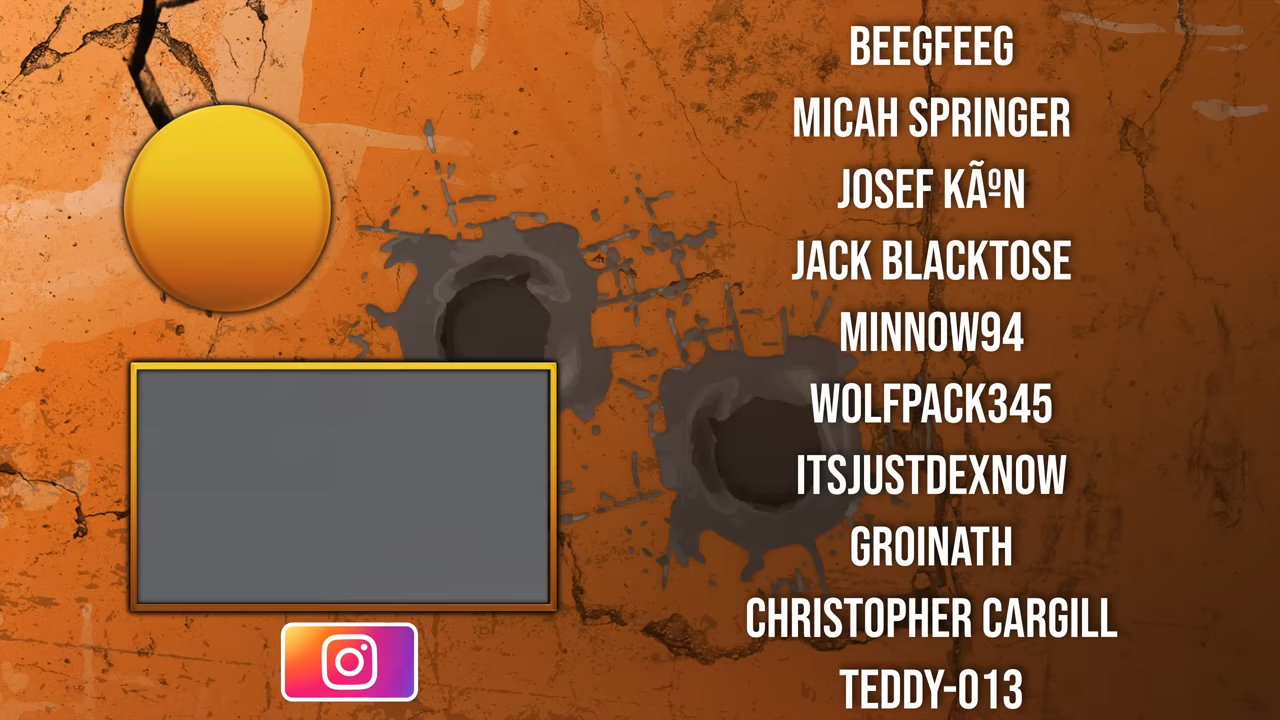 BEEGFEEG
MICAH SPRINGER
JOSEF KÃºN
JACK BLACKTOSE
MINNOW94
WOLFPACK345
ITSJUSTDEXNOW
GROINATH
CHRISTOPHER CARGILL
TEDDY-013